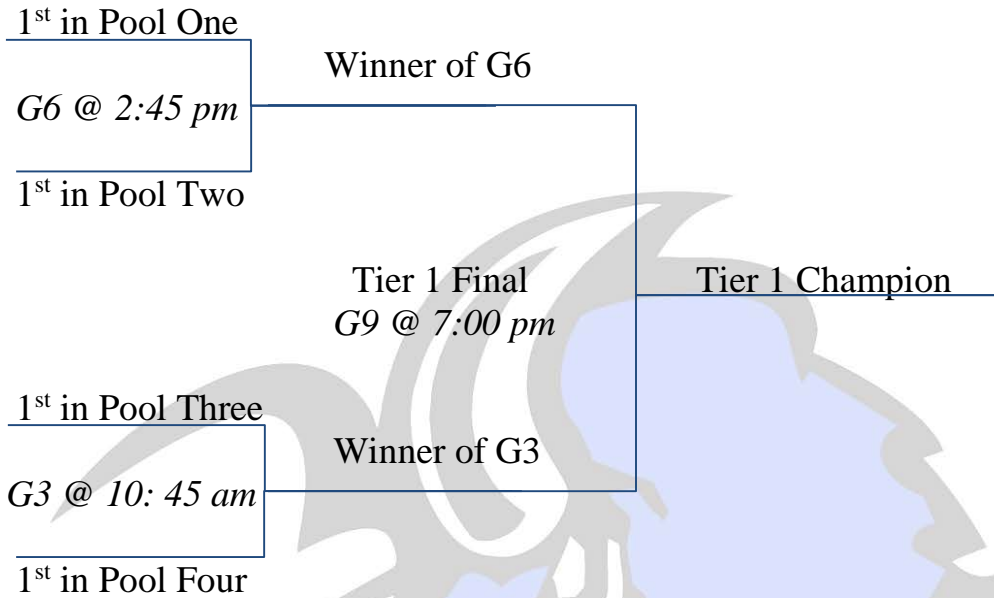 1st in Pool One
Winner of G6
G6 @ 2:45 pm
1st in Pool Two
Tier 1 Final
G9 @ 7:00 pm
Tier 1 Champion
1st in Pool Three
Winner of G3
G3 @ 10: 45 am
1st in Pool Four